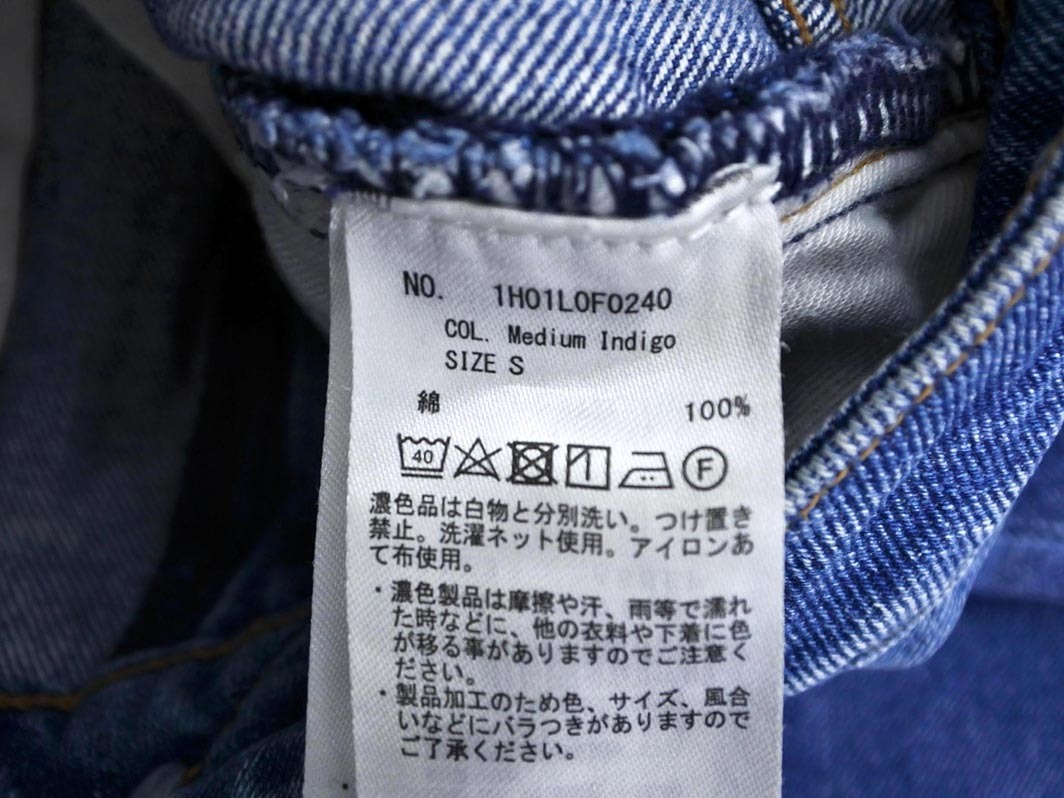 NO. 1H01L0F0240
COL. Medium Indigo
SIZE S
綿 100%
40 F
濃色品は白物と分別洗い。つけ置き
禁止。洗濯ネット使用。アイロンあ
て布使用。
・濃色製品は摩擦や汗、雨等で濡れ
た時などに、他の衣料や下着に色
が移る事がありますのでご注意く
ださい。
・製品加工のため色、サイズ、風合
いなどにバラつきがありますので
ご了承ください。